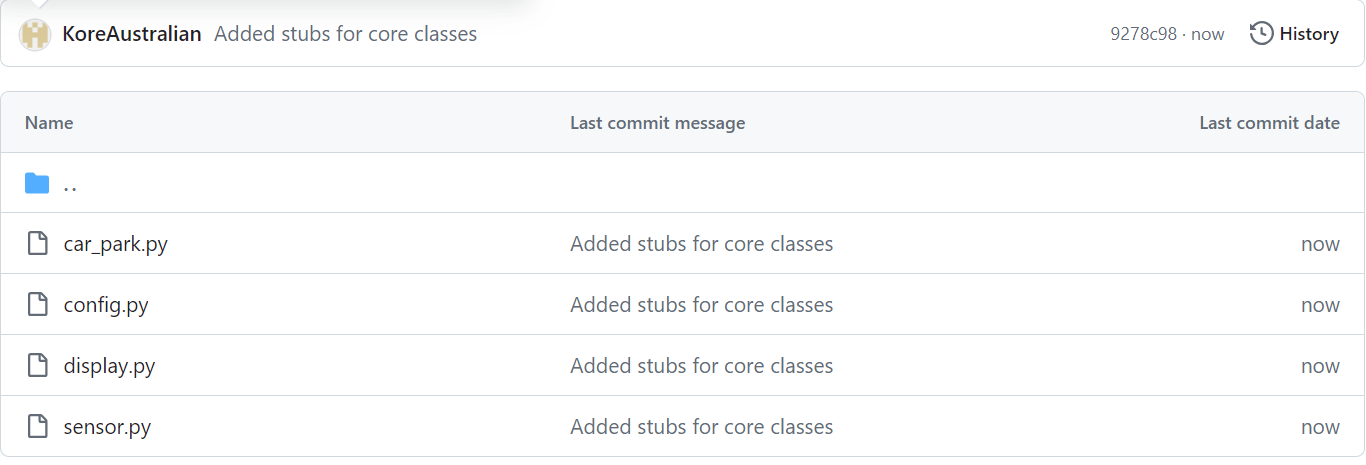 KoreAustralian Added stubs for core classes 9278c98 · now History
Name Last commit message Last commit date
..
car_park.py Added stubs for core classes now
config.py Added stubs for core classes now
display.py Added stubs for core classes now
sensor.py Added stubs for core classes now